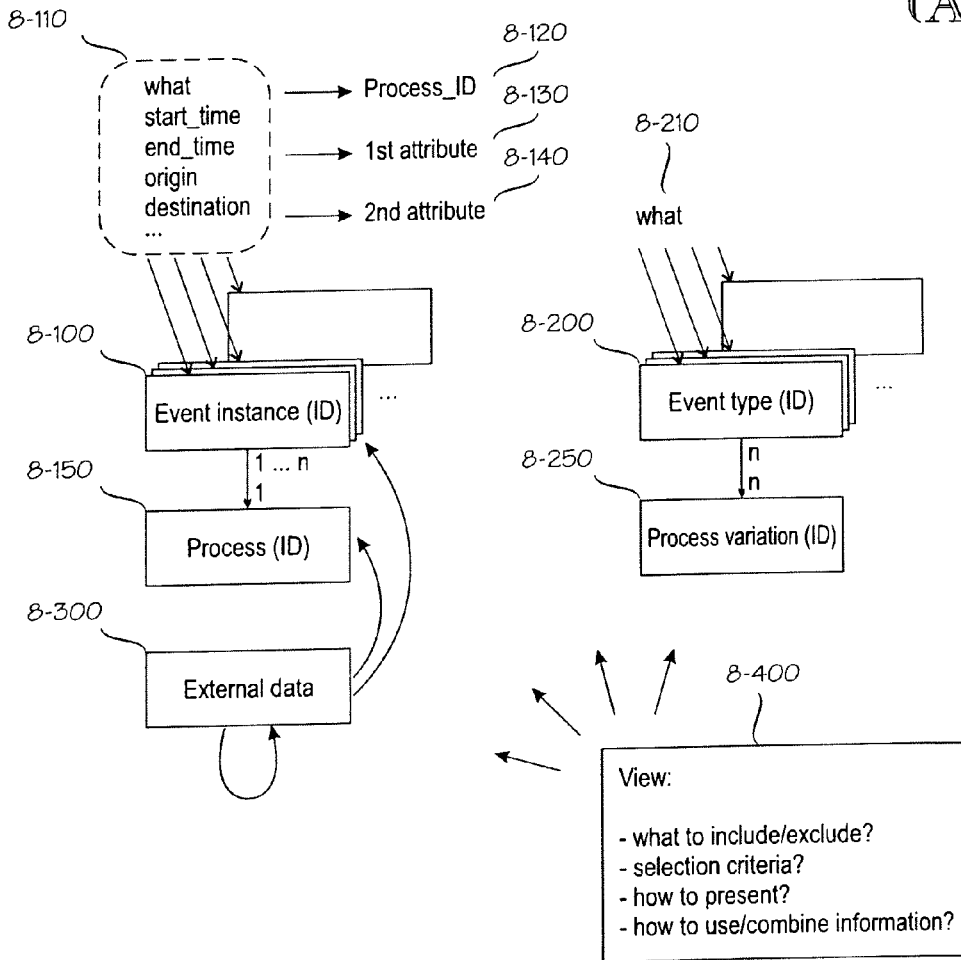 8-110
8-120
what
Process_ID
8-130
start_time
end_time
1st attribute
8-140
origin
destination
2nd attribute
...
8-210
what
8-100
8-200
Event instance (ID)
...
Event type (ID)
...
8-150
1 ... n
1
8-250
n
n
Process (ID)
Process variation (ID)
8-300
External data
8-400
View:
- what to include/exclude?
- selection criteria?
- how to present?
- how to use/combine information?